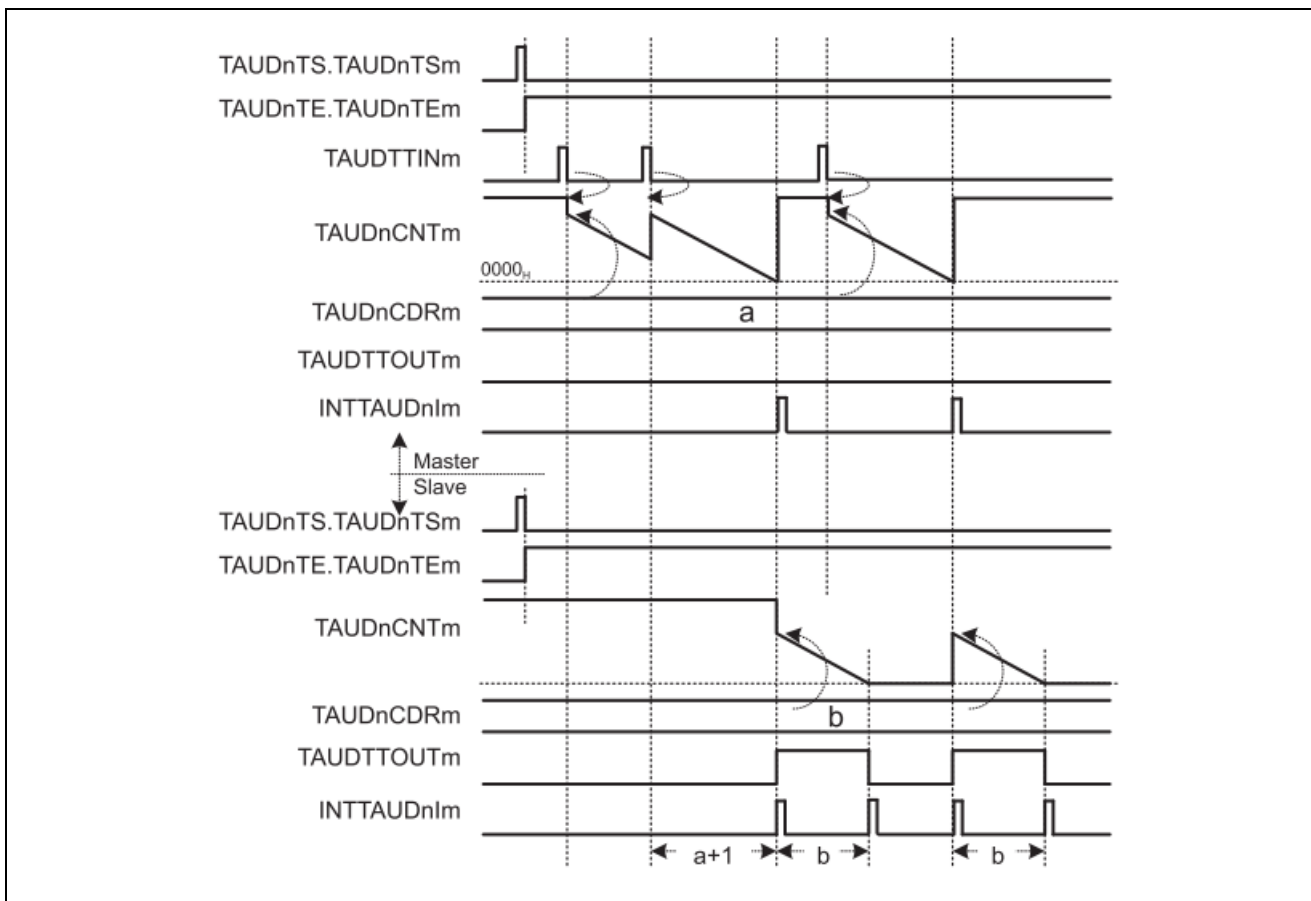 TAUDnTS.TAUDnTSm
TAUDnTE.TAUDnTEm
TAUDTTINm
TAUDnCNTm
0000H
TAUDnCDRm
a
TAUDTTOUTm
INTTAUDnIm
Master
Slave
TAUDnTS.TAUDnTSm
TAUDnTE.TAUDnTEm
TAUDnCNTm
TAUDnCDRm
b
TAUDTTOUTm
INTTAUDnIm
a+1 b b